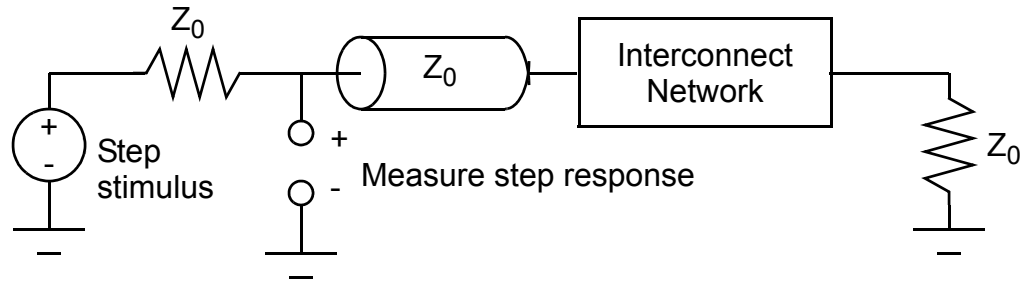 Z0
Z0
Interconnect
Network
+
-
Step
stimulus
+
-
Measure step response
Z0